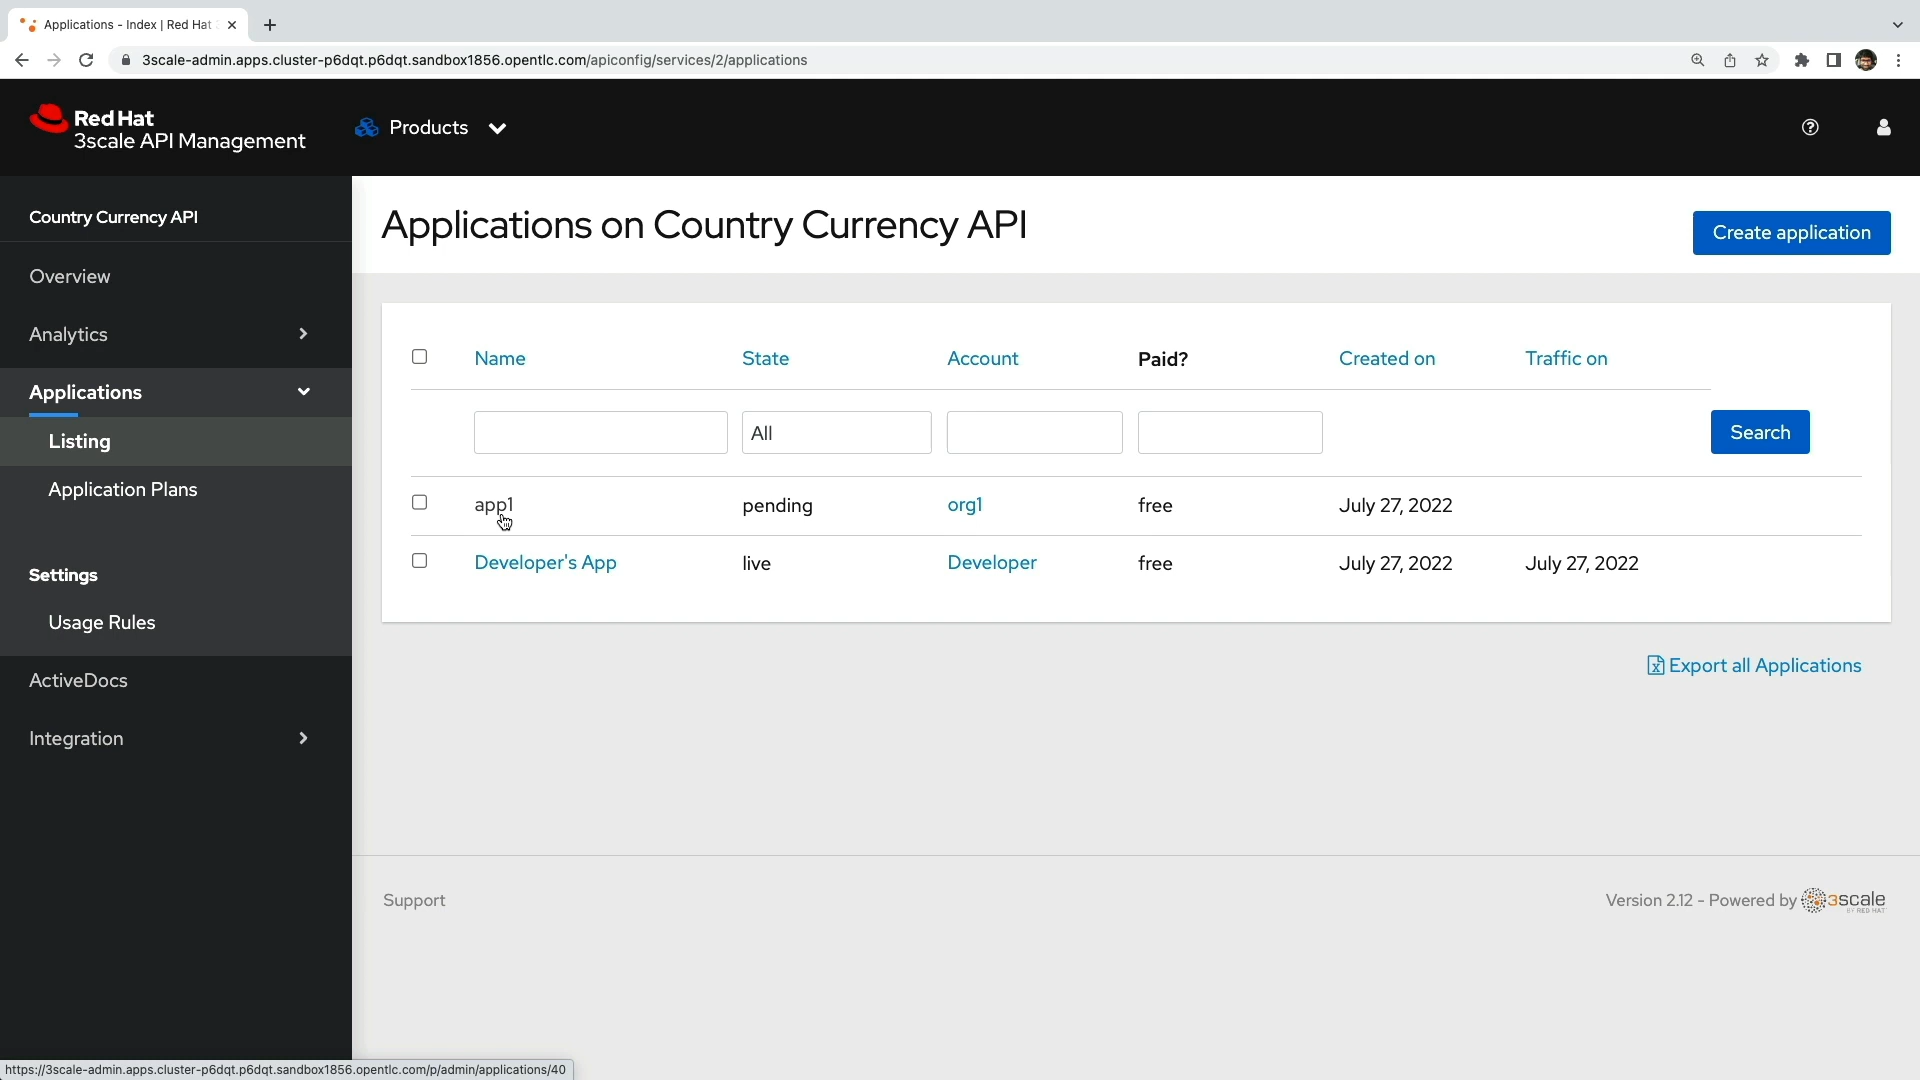 Applications - Index | Red Hat
3scale-admin.apps.cluster-p6dqt.p6dqt.sandbox1856.opentlc.com/apiconfig/services/2/applications
Red Hat
3scale API Management
Products
Country Currency API
Overview
Analytics
Applications
Listing
Application Plans
Settings
Usage Rules
ActiveDocs
Integration
Applications on Country Currency API
Create application
Name State Account Paid? Created on Traffic on
All Search
app1 pending org1 free July 27, 2022
Developer's App live Developer free July 27, 2022 July 27, 2022
Export all Applications
Support
Version 2.12 - Powered by 3scale
BY RED HAT
https://3scale-admin.apps.cluster-p6dqt.p6dqt.sandbox1856.opentlc.com/p/admin/applications/40